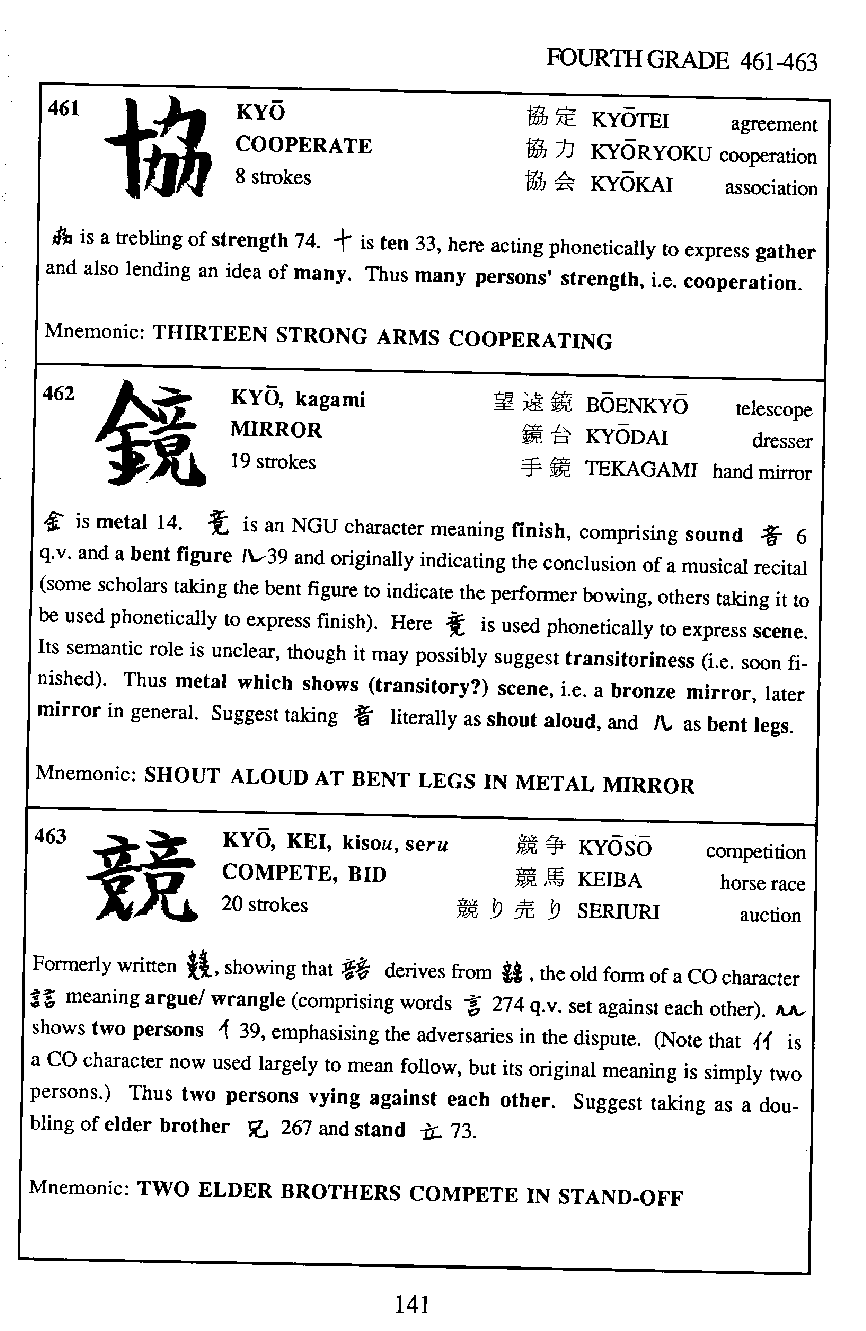 FOURTH GRADE 461-463
461 協 KYŌ 協定 KYŌTEI agreement
COOPERATE 協力 KYŌRYOKU cooperation
8 strokes 協会 KYŌKAI association
劦 is a trebling of strength 74. 十 is ten 33, here acting phonetically to express gather
and also lending an idea of many. Thus many persons' strength, i.e. cooperation.
Mnemonic: THIRTEEN STRONG ARMS COOPERATING
462 鏡 KYŌ, kagami 望遠鏡 BŌENKYŌ telescope
MIRROR 鏡台 KYŌDAI dresser
19 strokes 手鏡 TEKAGAMI hand mirror
金 is metal 14. 竟 is an NGU character meaning finish, comprising sound 音 6
q.v. and a bent figure 儿 39 and originally indicating the conclusion of a musical recital
(some scholars taking the bent figure to indicate the performer bowing, others taking it to
be used phonetically to express finish). Here 竟 is used phonetically to express scene.
Its semantic role is unclear, though it may possibly suggest transitoriness (i.e. soon fi-
nished). Thus metal which shows (transitory?) scene, i.e. a bronze mirror, later
mirror in general. Suggest taking 音 literally as shout aloud, and 儿 as bent legs.
Mnemonic: SHOUT ALOUD AT BENT LEGS IN METAL MIRROR
463 競 KYŌ, KEI, kisou, seru 競争 KYŌSŌ competition
COMPETE, BID 競馬 KEIBA horse race
20 strokes 競り売り SERIURI auction
Formerly written , showing that derives from , the old form of a CO character
meaning argue/ wrangle (comprising words 言 274 q.v. set against each other).
shows two persons 亻 39, emphasising the adversaries in the dispute. (Note that is
a CO character now used largely to mean follow, but its original meaning is simply two
persons.) Thus two persons vying against each other. Suggest taking as a dou-
bling of elder brother 兄 267 and stand 立 73.
Mnemonic: TWO ELDER BROTHERS COMPETE IN STAND-OFF
141